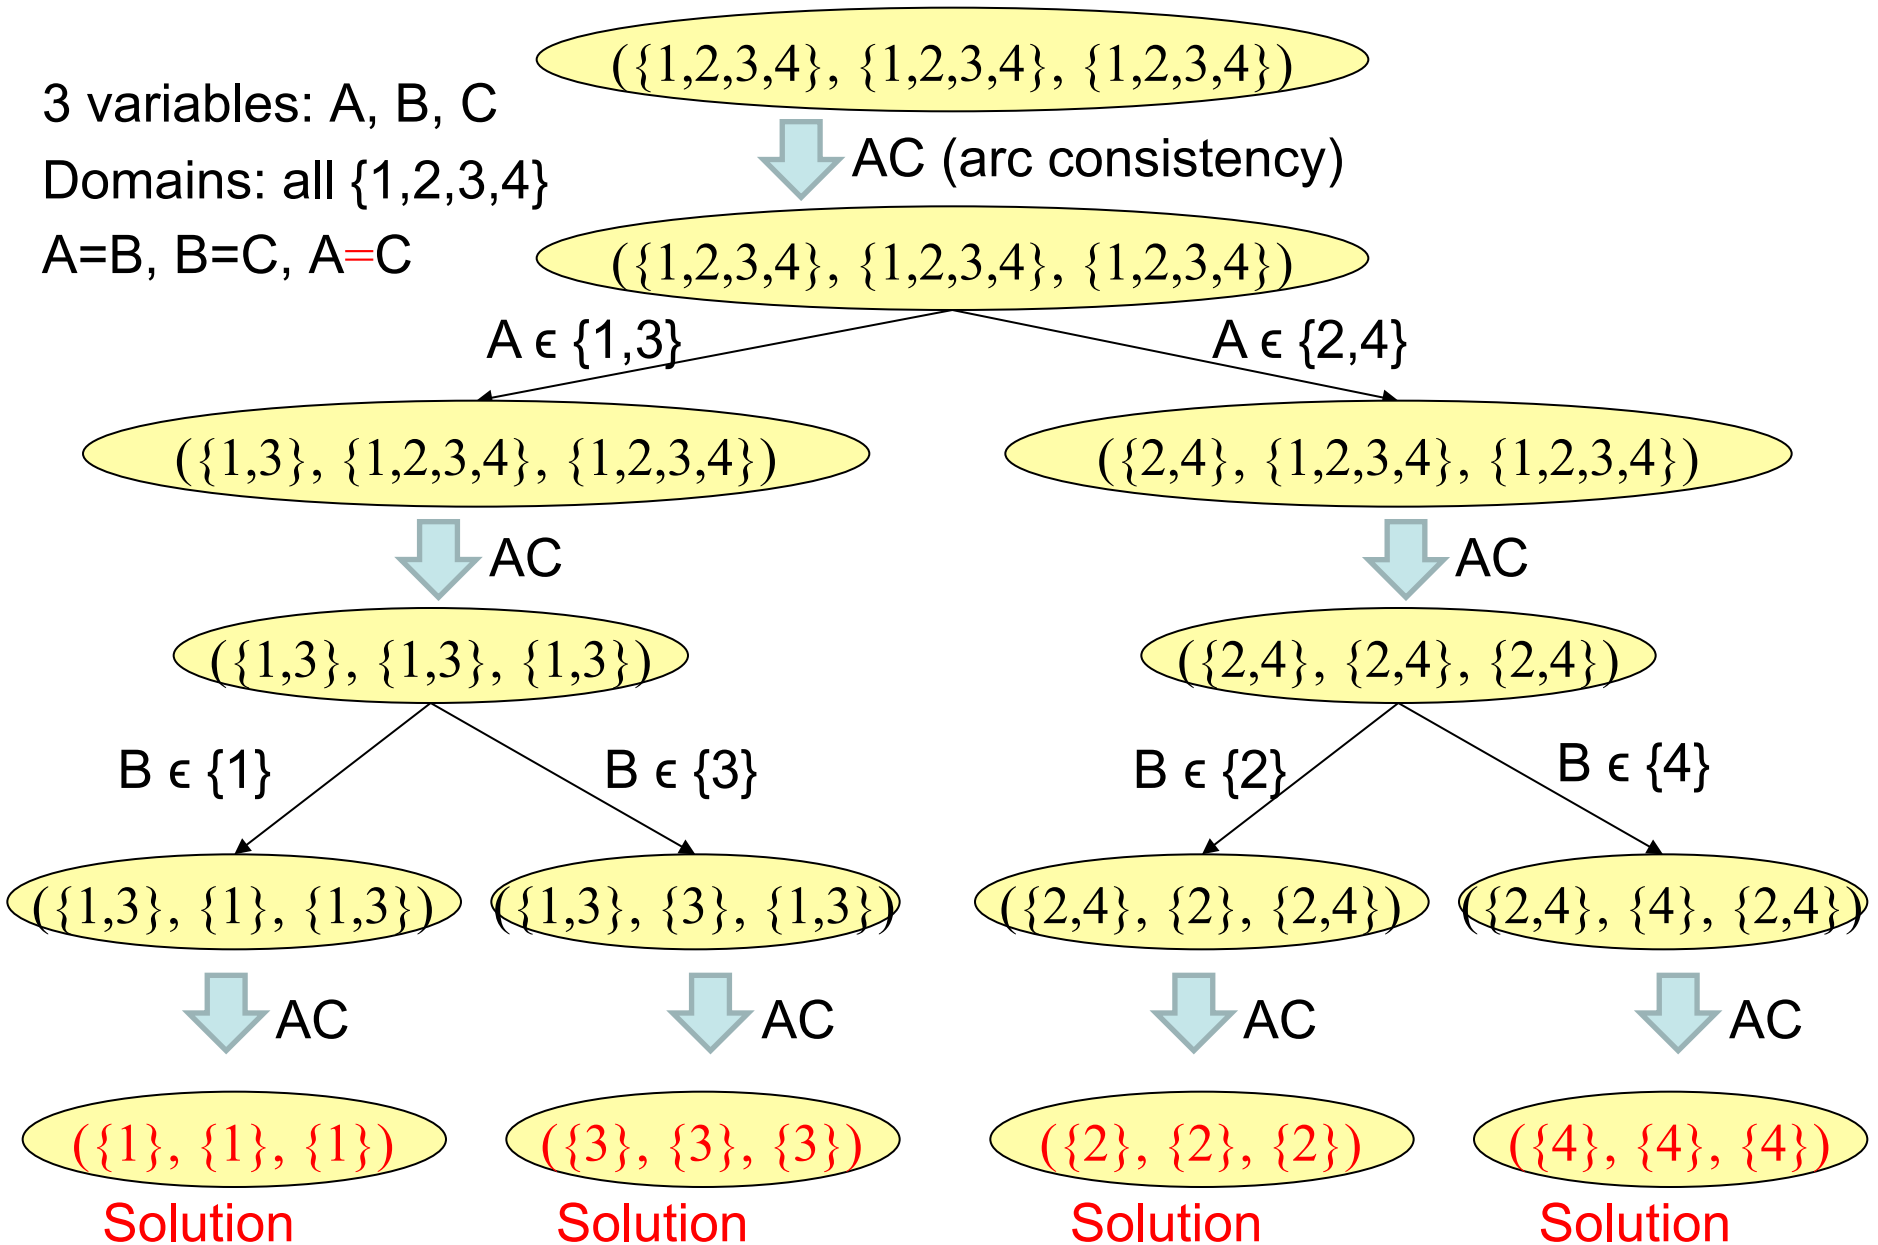 ({1,2,3,4}, {1,2,3,4}, {1,2,3,4})
3 variables: A, B, C
AC (arc consistency)
Domains: all {1,2,3,4}
A=B, B=C, A=C
({1,2,3,4}, {1,2,3,4}, {1,2,3,4})
A ϵ {1,3}
A ϵ {2,4}
({1,3}, {1,2,3,4}, {1,2,3,4})
({2,4}, {1,2,3,4}, {1,2,3,4})
AC
AC
({1,3}, {1,3}, {1,3})
({2,4}, {2,4}, {2,4})
B ϵ {1}
B ϵ {3}
B ϵ {2}
B ϵ {4}
({1,3}, {1}, {1,3})
({1,3}, {3}, {1,3})
({2,4}, {2}, {2,4})
({2,4}, {4}, {2,4})
AC
AC
AC
AC
({1}, {1}, {1})
({3}, {3}, {3})
({2}, {2}, {2})
({4}, {4}, {4})
Solution
Solution
Solution
Solution